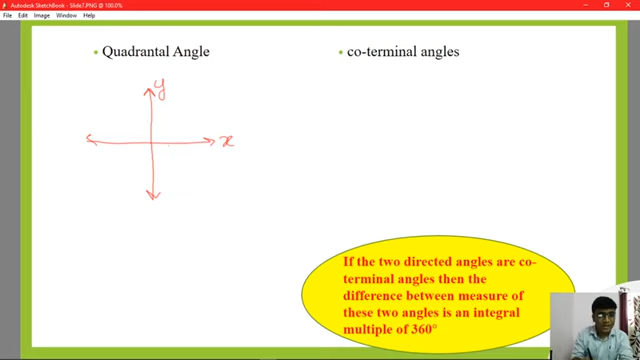 Autodesk SketchBook - Slide7.PNG @ 100.0%
File Edit Image Window Help
• Quadrantal Angle
• co-terminal angles
y
x
If the two directed angles are co-
terminal angles then the
difference between measure of
these two angles is an integral
multiple of 360°